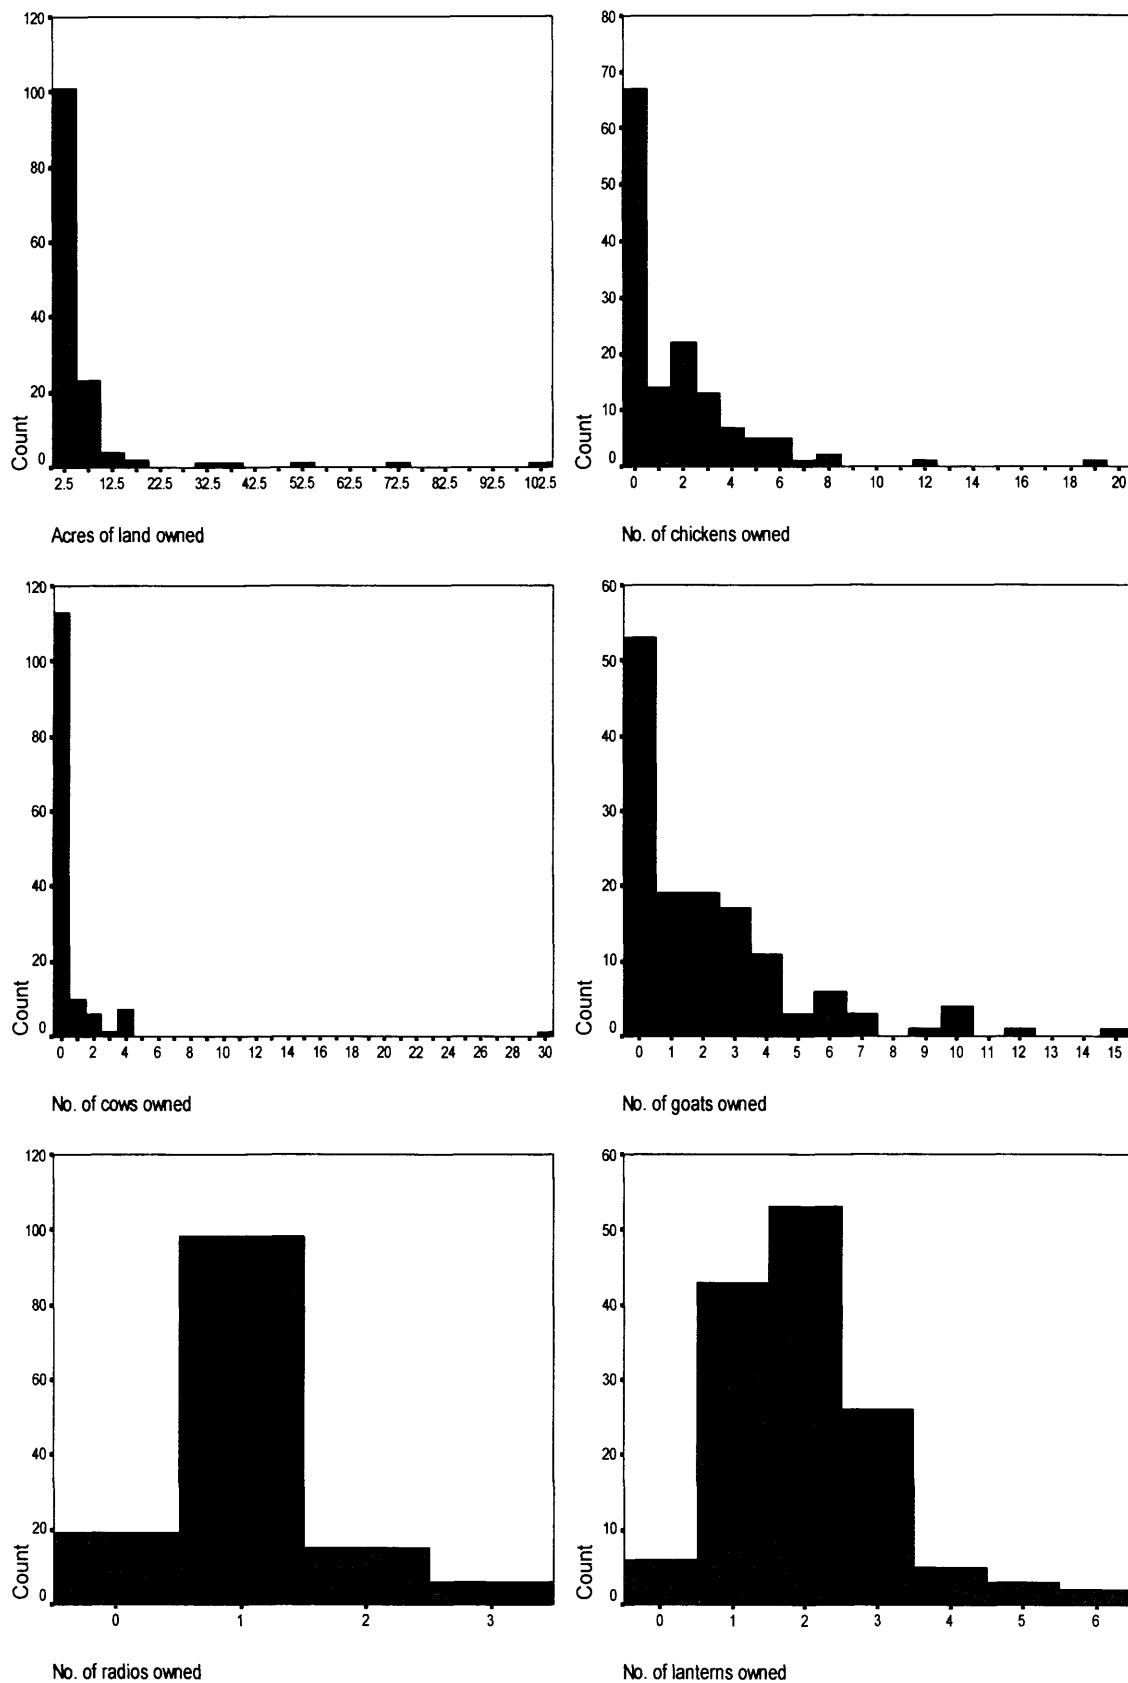 120
100
80
60
40
20
0
Count
2.5 12.5 22.5 32.5 42.5 52.5 62.5 72.5 82.5 92.5 102.5
Acres of land owned
80
70
60
50
40
30
20
10
0
Count
0 2 4 6 8 10 12 14 16 18 20
No. of chickens owned
120
100
80
60
40
20
0
Count
0 2 4 6 8 10 12 14 16 18 20 22 24 26 28 30
No. of cows owned
60
50
40
30
20
10
0
Count
0 1 2 3 4 5 6 7 8 9 10 11 12 13 14 15
No. of goats owned
120
100
80
60
40
20
0
Count
0 1 2 3
No. of radios owned
60
50
40
30
20
10
0
Count
0 1 2 3 4 5 6
No. of lanterns owned